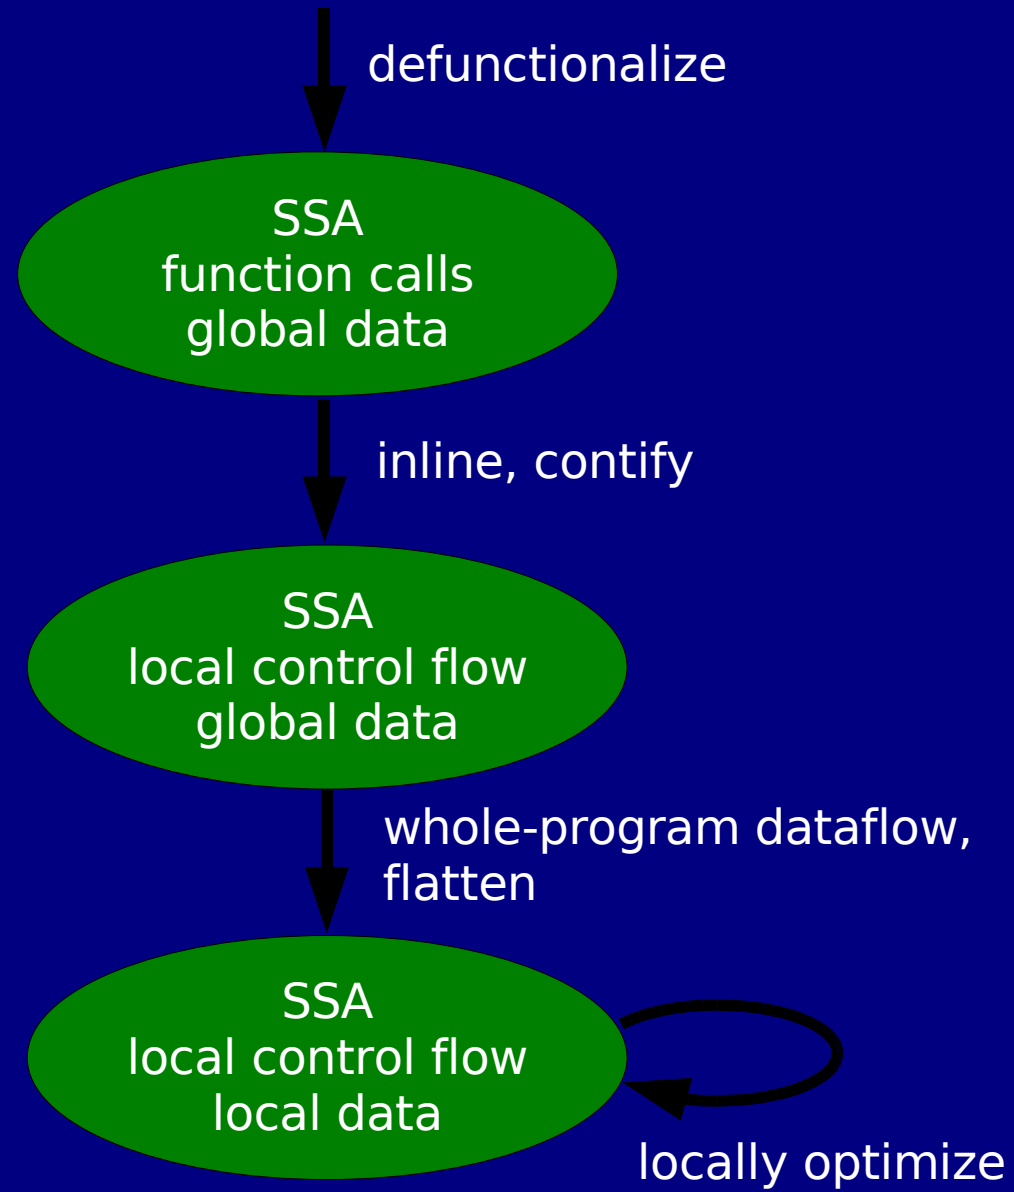 defunctionalize
SSA
function calls
global data
inline, contify
SSA
local control flow
global data
whole-program dataflow,
flatten
SSA
local control flow
local data
locally optimize